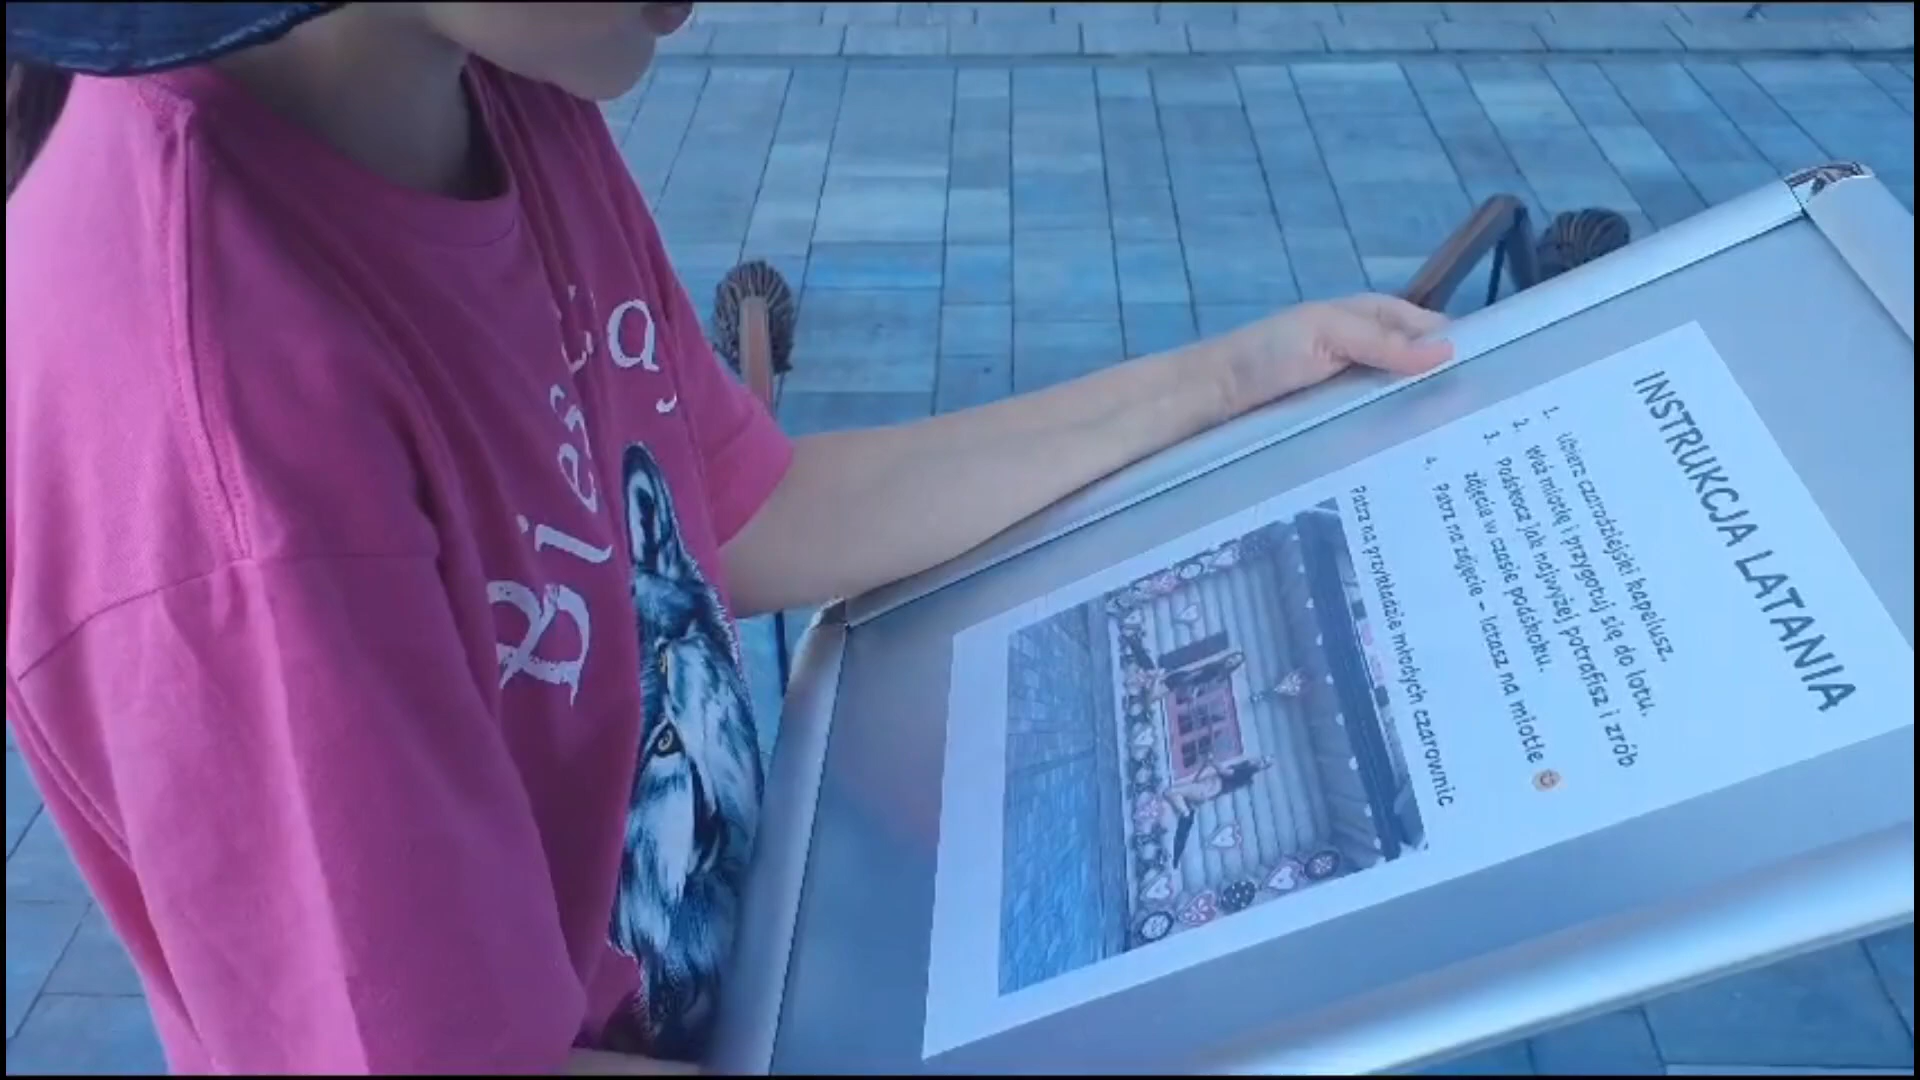 INSTRUKCJA LATANIA
1. Ubierz czarodziejski kapelusz.
2. Weź miotłę i przygotuj się do lotu.
3. Podskocz jak najwyżej potrafisz i zrób
zdjęcie w czasie podskoku.
4. Patrz na zdjęcie - latasz na miotle 😊
Patrz na przykładzie młodych czarownic